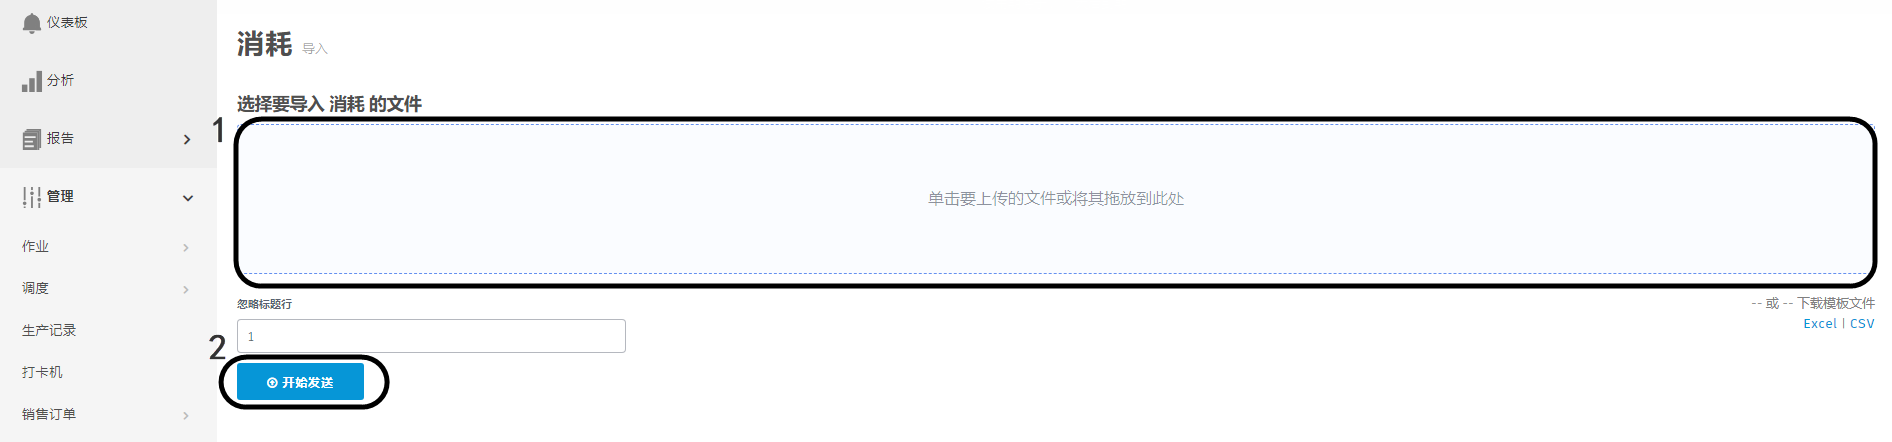 仪表板
分析
报告
管理
作业
调度
生产记录
打卡机
销售订单
消耗 导入
选择要导入 消耗 的文件
1
单击要上传的文件或将其拖放到此处
忽略标题行
1
-- 或 -- 下载模板文件
Excel | CSV
2
开始发送